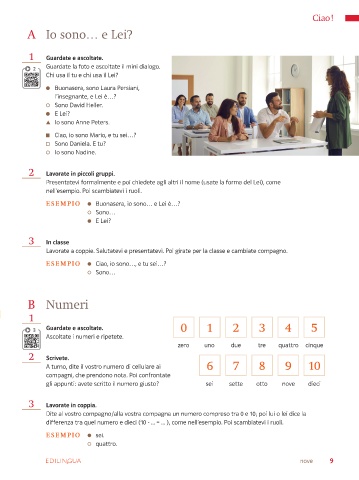 Ciao!
A Io sono… e Lei?
1 Guardate e ascoltate.
2 Guardate la foto e ascoltate il mini dialogo.
Chi usa il tu e chi usa il Lei?
● Buonasera, sono Laura Persiani,
l'insegnante, e Lei è…?
○ Sono David Heller.
● E Lei?
▲ Io sono Anne Peters.
■ Ciao, io sono Mario, e tu sei…?
□ Sono Daniela. E tu?
○ Io sono Nadine.
2 Lavorate in piccoli gruppi.
Presentatevi formalmente e poi chiedete agli altri il nome (usate la forma del Lei), come
nell'esempio. Poi scambiatevi i ruoli.
ESEMPIO ● Buonasera, io sono… e Lei è…?
○ Sono…
● E Lei?
3 In classe
Lavorate a coppie. Salutatevi e presentatevi. Poi girate per la classe e cambiate compagno.
ESEMPIO ● Ciao, io sono…, e tu sei…?
○ Sono…
B Numeri
1
3 Guardate e ascoltate.
Ascoltate i numeri e ripetete.
0 1 2 3 4 5
zero uno due tre quattro cinque
2 Scrivete.
A turno, dite il vostro numero di cellulare ai
compagni, che prendono nota. Poi confrontate
gli appunti: avete scritto il numero giusto?
6 7 8 9 10
sei sette otto nove dieci
3 Lavorate in coppia.
Dite al vostro compagno/alla vostra compagna un numero compreso tra 0 e 10; poi lui o lei dice la
differenza tra quel numero e dieci (10 - … = … ), come nell'esempio. Poi scambiatevi i ruoli.
ESEMPIO ● sei.
○ quattro.
EDILINGUA
nove 9